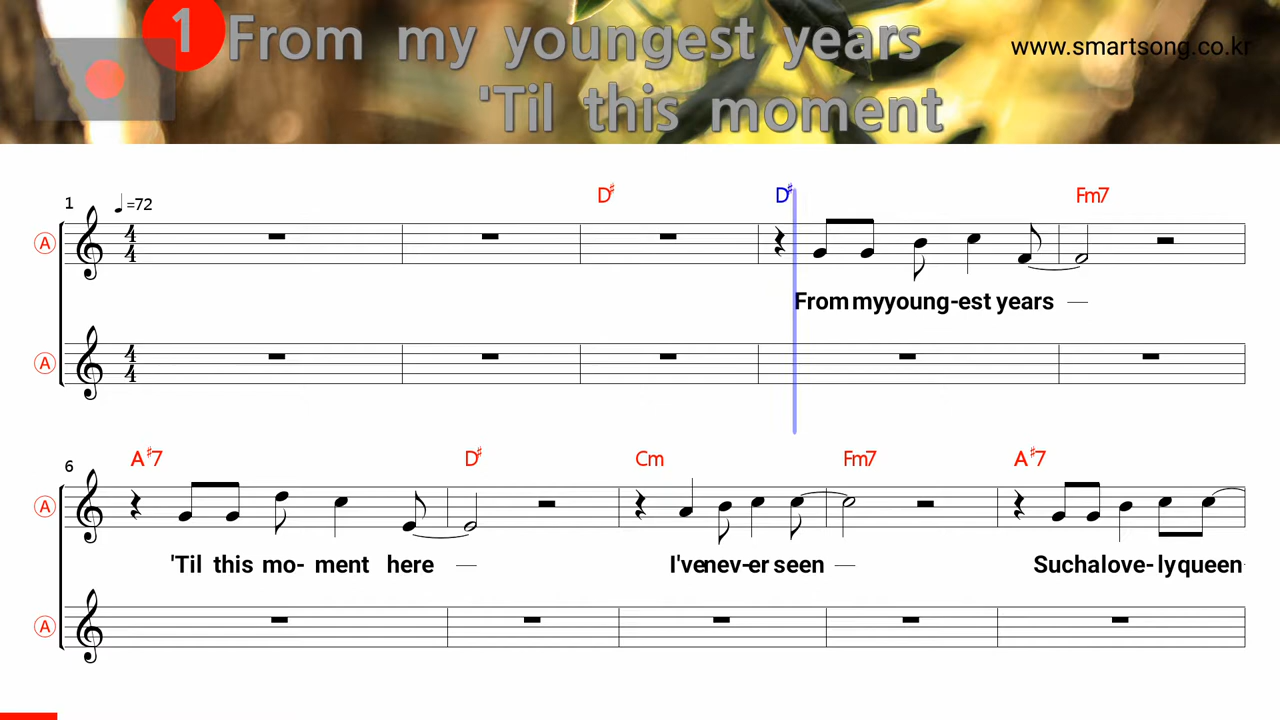 1 From my youngest years
'Til this moment
www.smartsong.co.kr
1 ♩=72 D♯ D♯ Fm7
A
From my young-est years
A
6 A♯7 D♯ Cm Fm7 A♯7
A
'Til this mo- ment here I've nev-er seen Such a love- ly queen
A